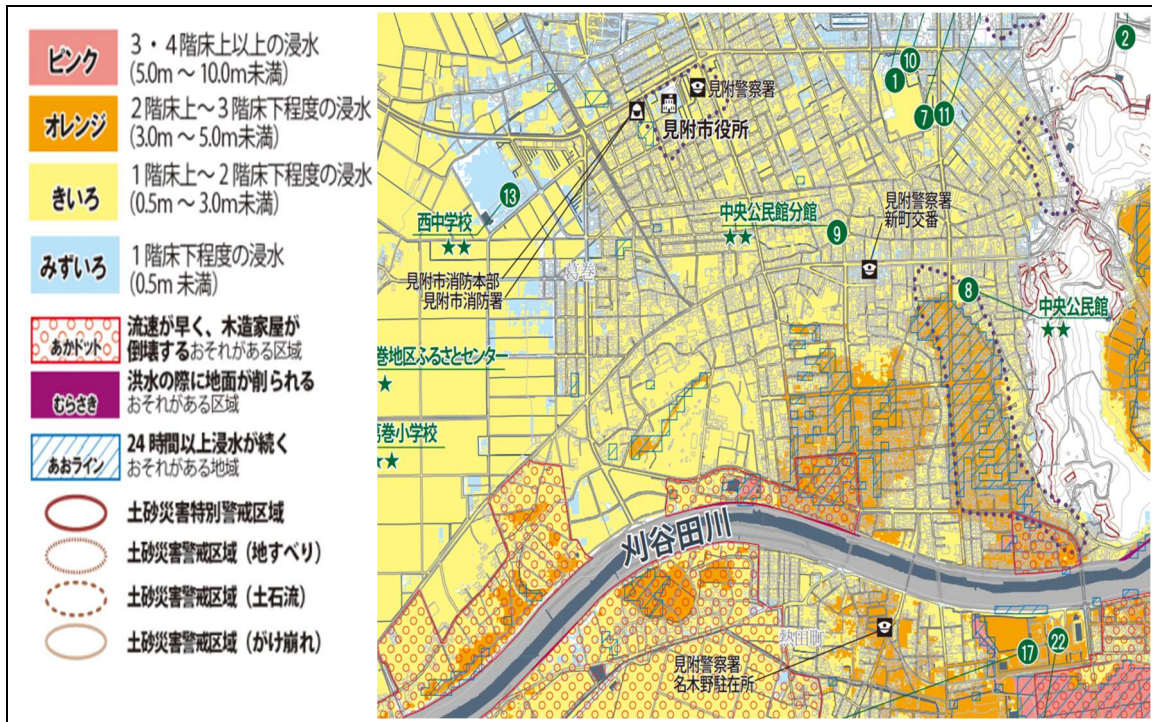 ピンク
3・4階床上以上の浸水
(5.0m ～ 10.0m未満)
オレンジ
2階床上～3階床下程度の浸水
(3.0m ～ 5.0m未満)
きいろ
1階床上～2階床下程度の浸水
(0.5m ～ 3.0m未満)
みずいろ
1階床下程度の浸水
(0.5m 未満)
あかドット
流速が早く、木造家屋が
倒壊するおそれがある区域
むらさき
洪水の際に地面が削られる
おそれがある区域
あおライン
24時間以上浸水が続く
おそれがある地域
土砂災害特別警戒区域
土砂災害警戒区域（地すべり）
土砂災害警戒区域（土石流）
土砂災害警戒区域（がけ崩れ）
2
10
1
7
11
見附警察署
見附市役所
13
西中学校
★★
中央公民館分館
★★
9
見附警察署
新町交番
見附市消防本部
見附市消防署
葛巻
8
中央公民館
★★
巻地区ふるさとセンター
★
葛巻小学校
★★
刈谷田川
熱田町
見附警察署
名木野駐在所
17
22